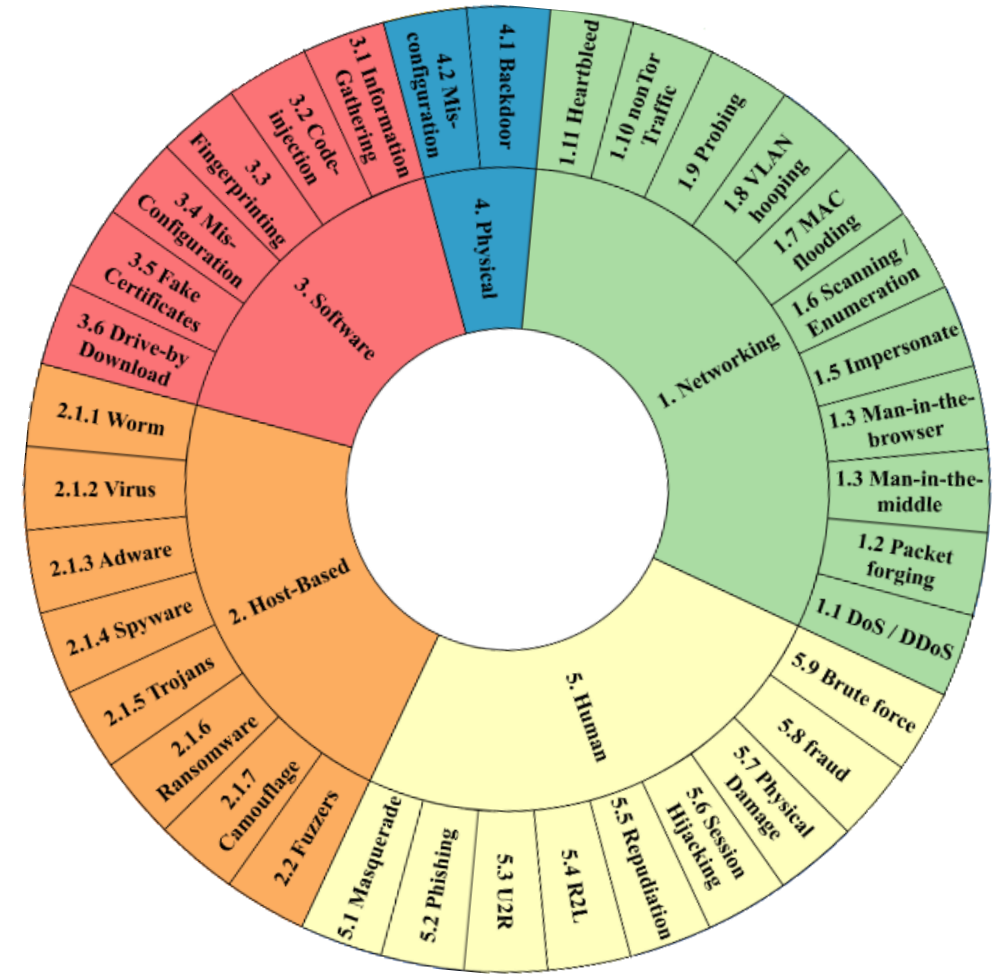 1. Networking
1.1 DoS / DDoS
1.2 Packet
forging
1.3 Man-in-the-
middle
1.3 Man-in-the-
browser
1.5 Impersonate
1.6 Scanning /
Enumeration
1.7 MAC
flooding
1.8 VLAN
hooping
1.9 Probing
1.10 nonTor
Traffic
1.11 Heartbleed
2. Host-Based
2.1.1 Worm
2.1.2 Virus
2.1.3 Adware
2.1.4 Spyware
2.1.5 Trojans
2.1.6
Ransomware
2.1.7
Camouflage
2.2 Fuzzers
3. Software
3.1 Information
Gathering
3.2 Code-
injection
3.3
Fingerprinting
3.4 Mis-
Configuration
3.5 Fake
Certificates
3.6 Drive-by
Download
4. Physical
4.1 Backdoor
4.2 Mis-
configuration
5. Human
5.1 Masquerade
5.2 Phishing
5.3 U2R
5.4 R2L
5.5 Repudiation
5.6 Session
Hijacking
5.7 Physical
Damage
5.8 fraud
5.9 Brute force